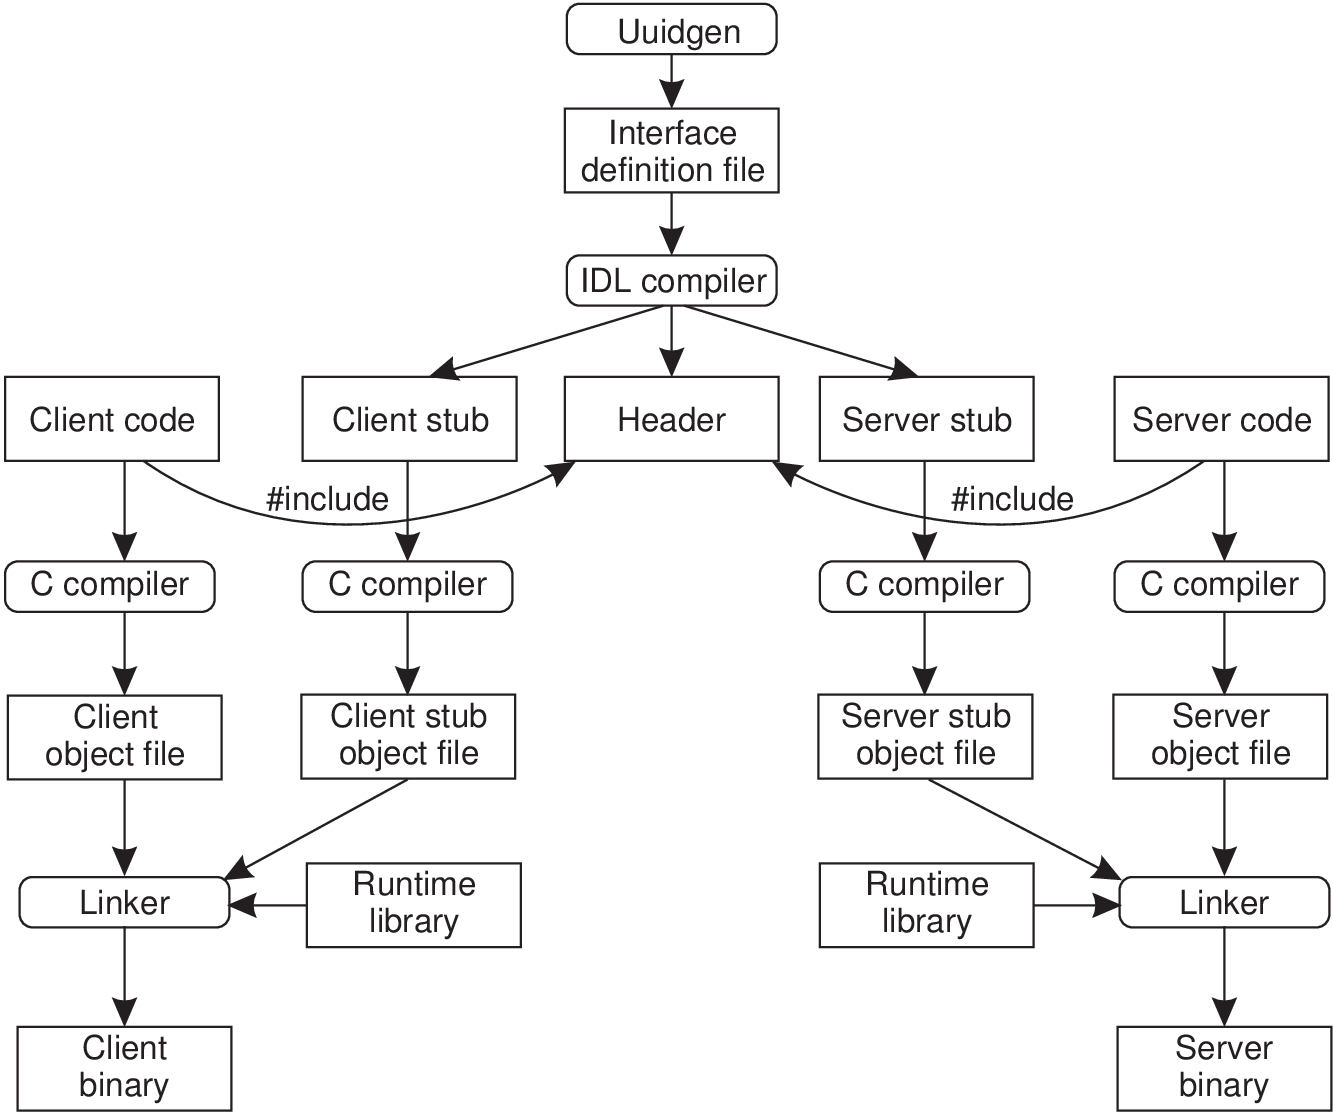 Uuidgen
Interface
definition file
IDL compiler
Client code
Client stub
Header
Server stub
Server code
#include
#include
C compiler
C compiler
C compiler
C compiler
Client
object file
Client stub
object file
Server stub
object file
Server
object file
Linker
Runtime
library
Runtime
library
Linker
Client
binary
Server
binary